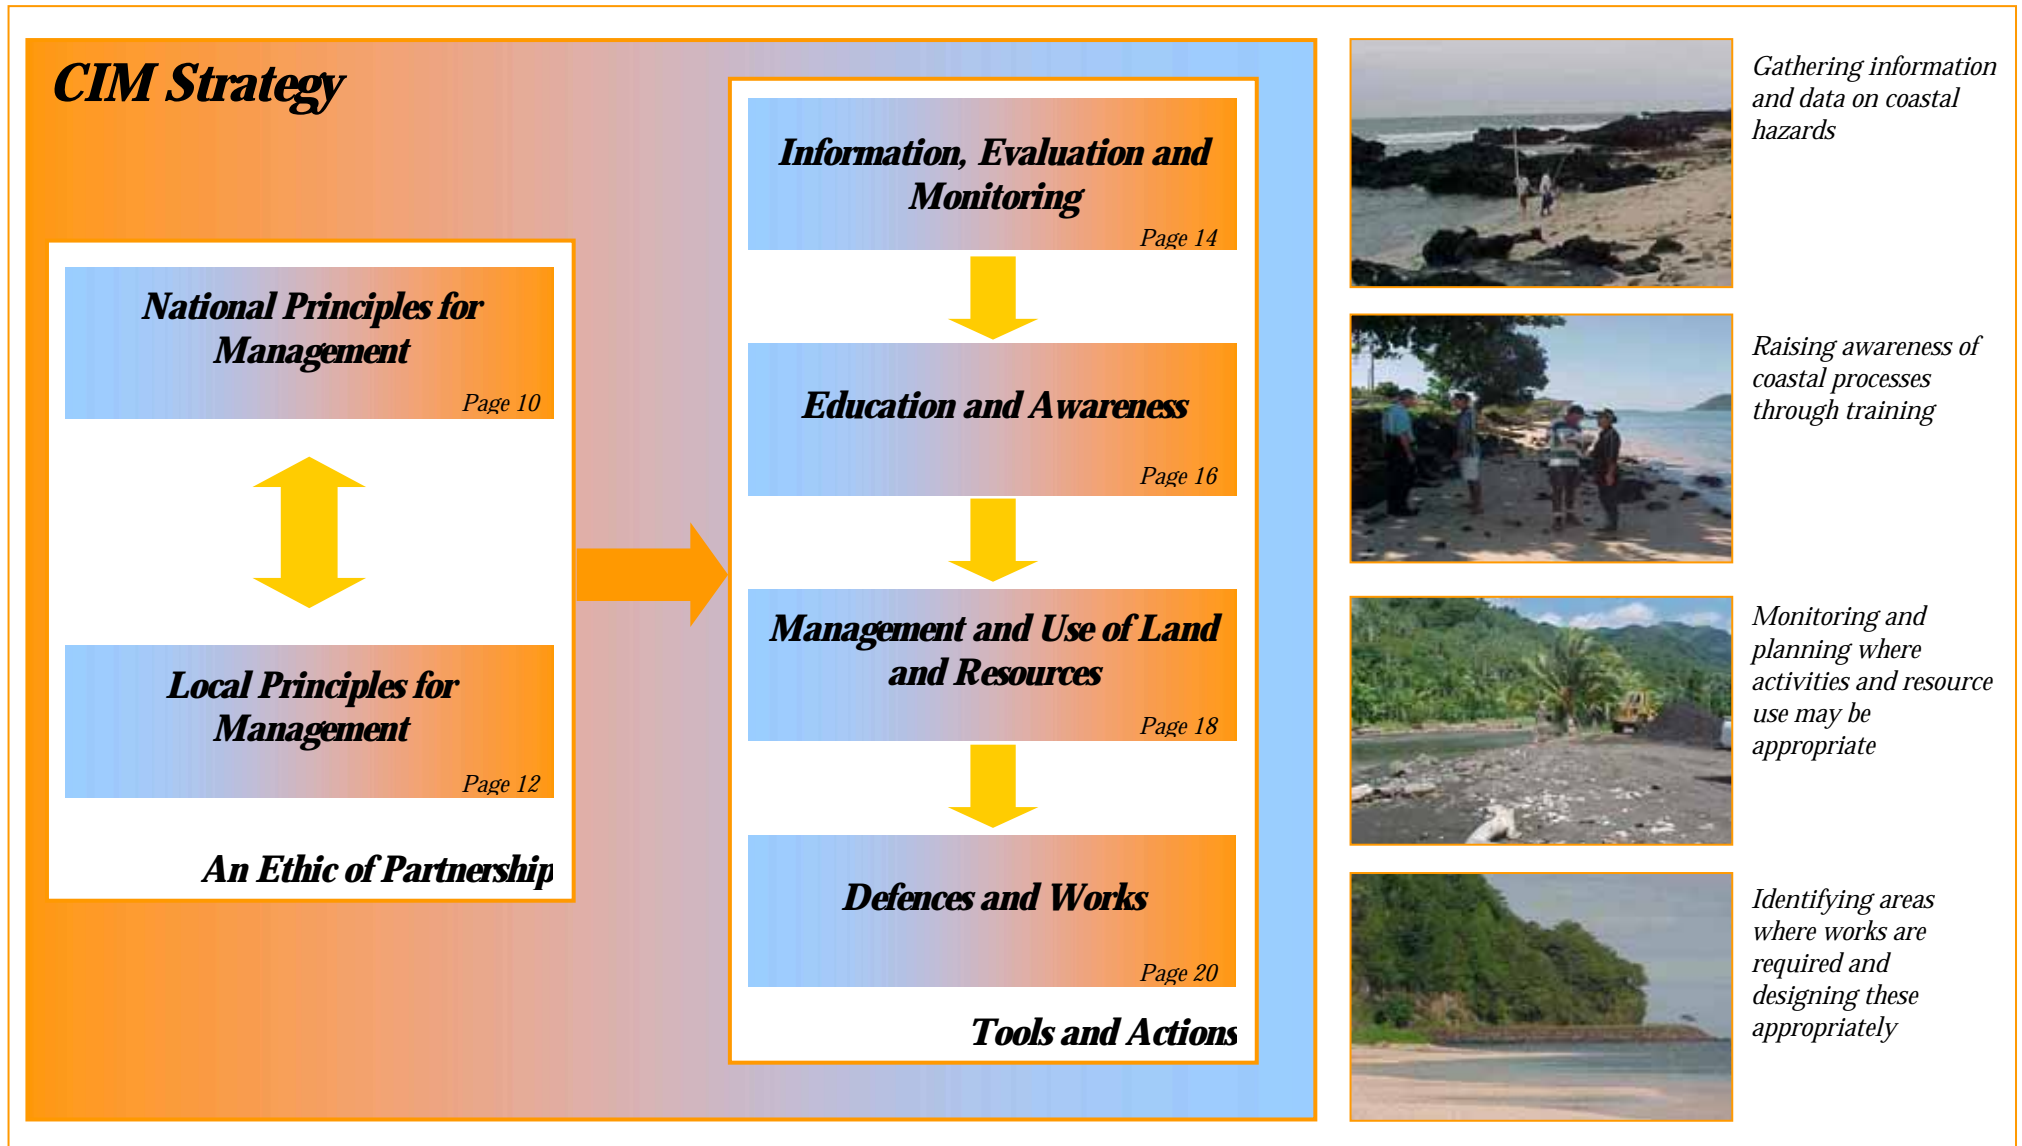 CIM Strategy
National Principles for
Management
Page 10
Local Principles for
Management
Page 12
An Ethic of Partnership
Information, Evaluation and
Monitoring
Page 14
Education and Awareness
Page 16
Management and Use of Land
and Resources
Page 18
Defences and Works
Page 20
Tools and Actions
Gathering information
and data on coastal
hazards
Raising awareness of
coastal processes
through training
Monitoring and
planning where
activities and resource
use may be
appropriate
Identifying areas
where works are
required and
designing these
appropriately